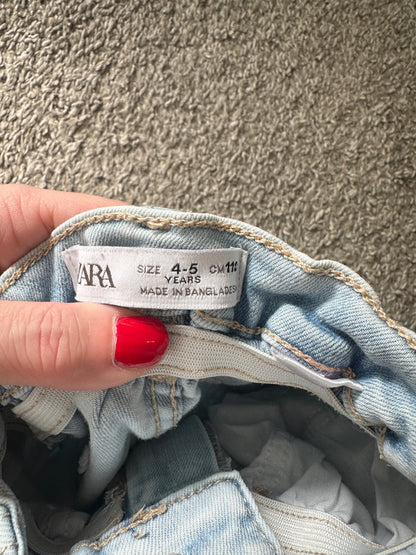 ZARA SIZE 4-5 CM 110
YEARS
MADE IN BANGLADESH